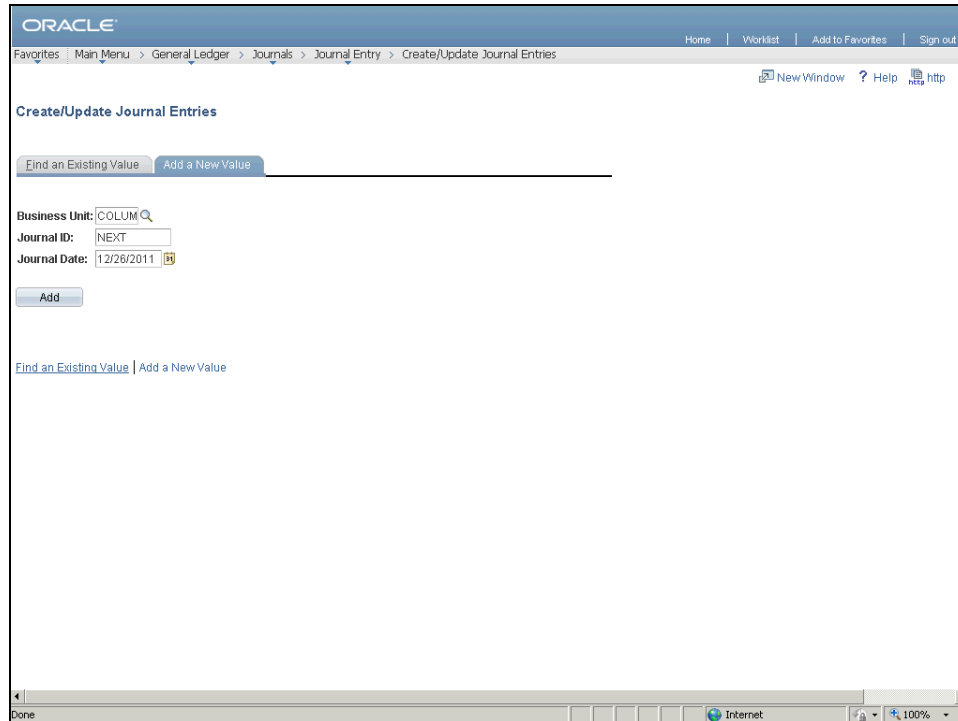 ORACLE
Home | Worklist | Add to Favorites | Sign out
Favorites Main Menu > General Ledger > Journals > Journal Entry > Create/Update Journal Entries
New Window ? Help http
Create/Update Journal Entries
Find an Existing Value Add a New Value
Business Unit: COLUM
Journal ID: NEXT
Journal Date: 12/26/2011
Add
Find an Existing Value | Add a New Value
Done Internet 100%